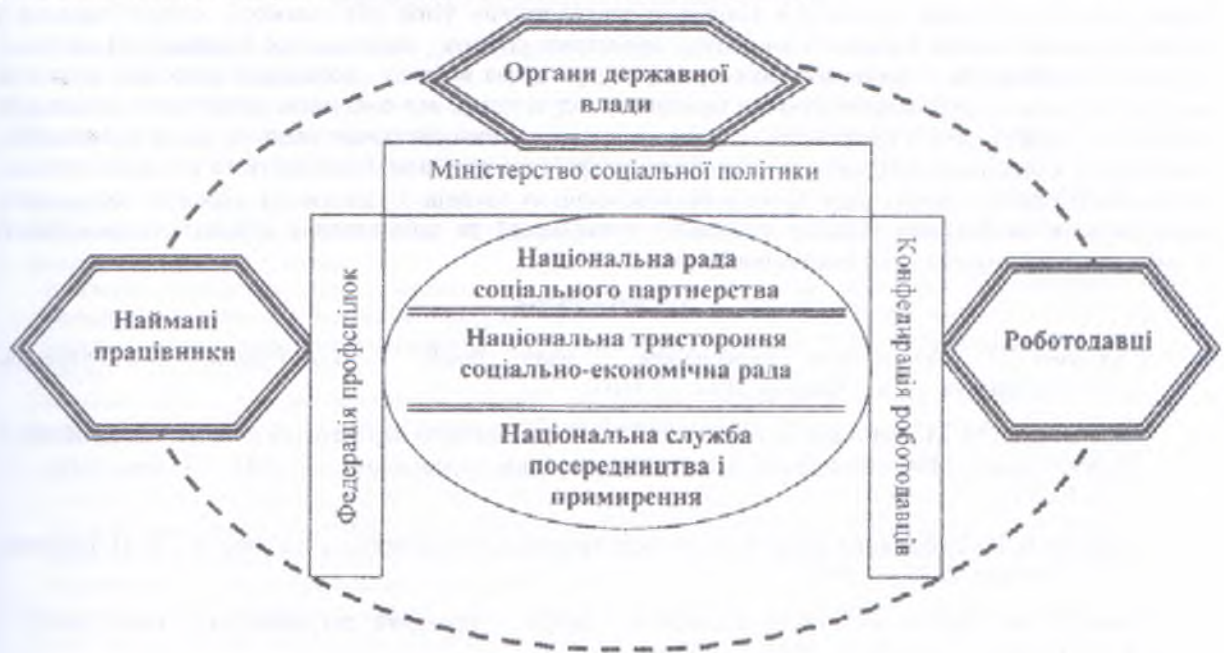 Органи державної
влади
Міністерство соціальної політики
Наймані
працівники
Федерація профспілок
Національна рада
соціального партнерства
Національна тристороння
соціально-економічна рада
Національна служба
посередництва і
примирення
Конфедирація роботодавців
Роботодавці